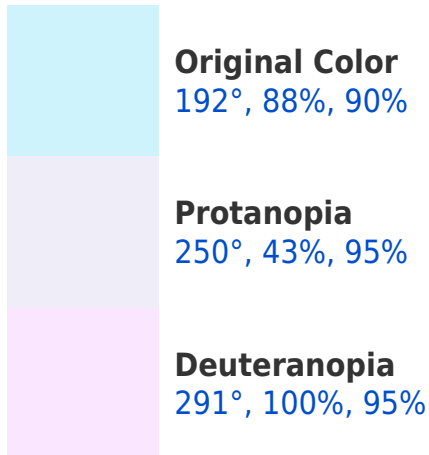 Original Color
192°, 88%, 90%
Protanopia
250°, 43%, 95%
Deuteranopia
291°, 100%, 95%